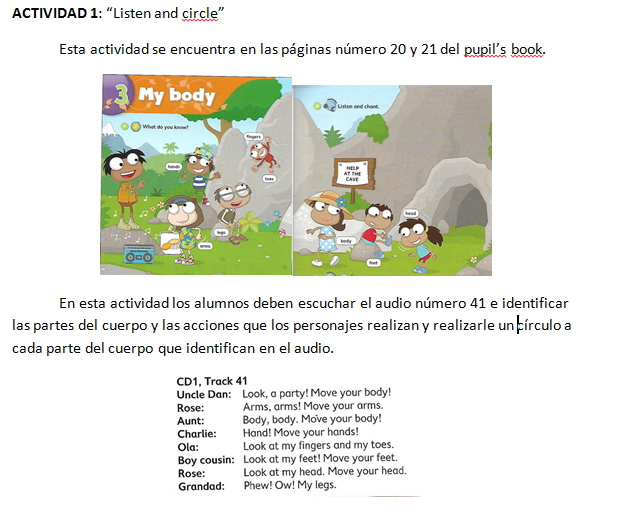 ACTIVIDAD 1: “Listen and circle”
Esta actividad se encuentra en las páginas número 20 y 21 del pupil’s book.
3 My body
What do you know?
fingers
hands
toes
legs
arms
Listen and chant.
HELP
AT THE
CAVE
head
body
feet
En esta actividad los alumnos deben escuchar el audio número 41 e identificar
las partes del cuerpo y las acciones que los personajes realizan y realizarle un círculo a
cada parte del cuerpo que identifican en el audio.
CD1, Track 41
Uncle Dan: Look, a party! Move your body!
Rose: Arms, arms! Move your arms.
Aunt: Body, body. Move your body!
Charlie: Hand! Move your hands!
Ola: Look at my fingers and my toes.
Boy cousin: Look at my feet! Move your feet.
Rose: Look at my head. Move your head.
Grandad: Phew! Ow! My legs.